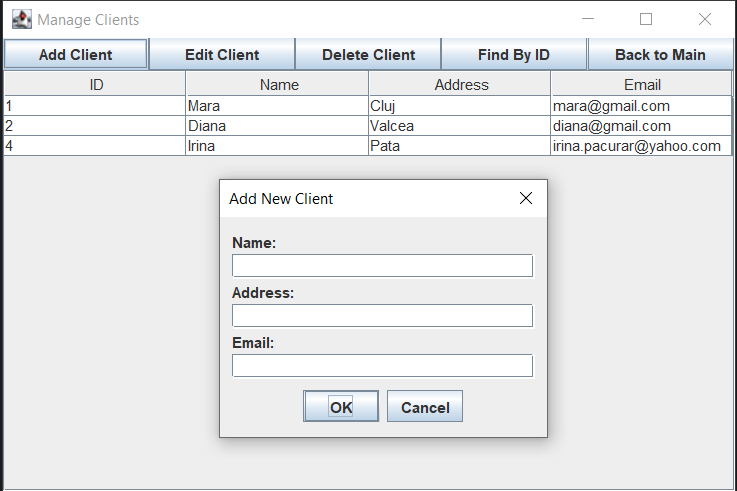 Manage Clients
Add Client Edit Client Delete Client Find By ID Back to Main
ID Name Address Email
1 Mara Cluj mara@gmail.com
2 Diana Valcea diana@gmail.com
4 Irina Pata irina.pacurar@yahoo.com
Add New Client
Name:
Address:
Email:
OK Cancel